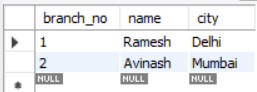 branch_no name city
1 Ramesh Delhi
2 Avinash Mumbai
NULL NULL NULL